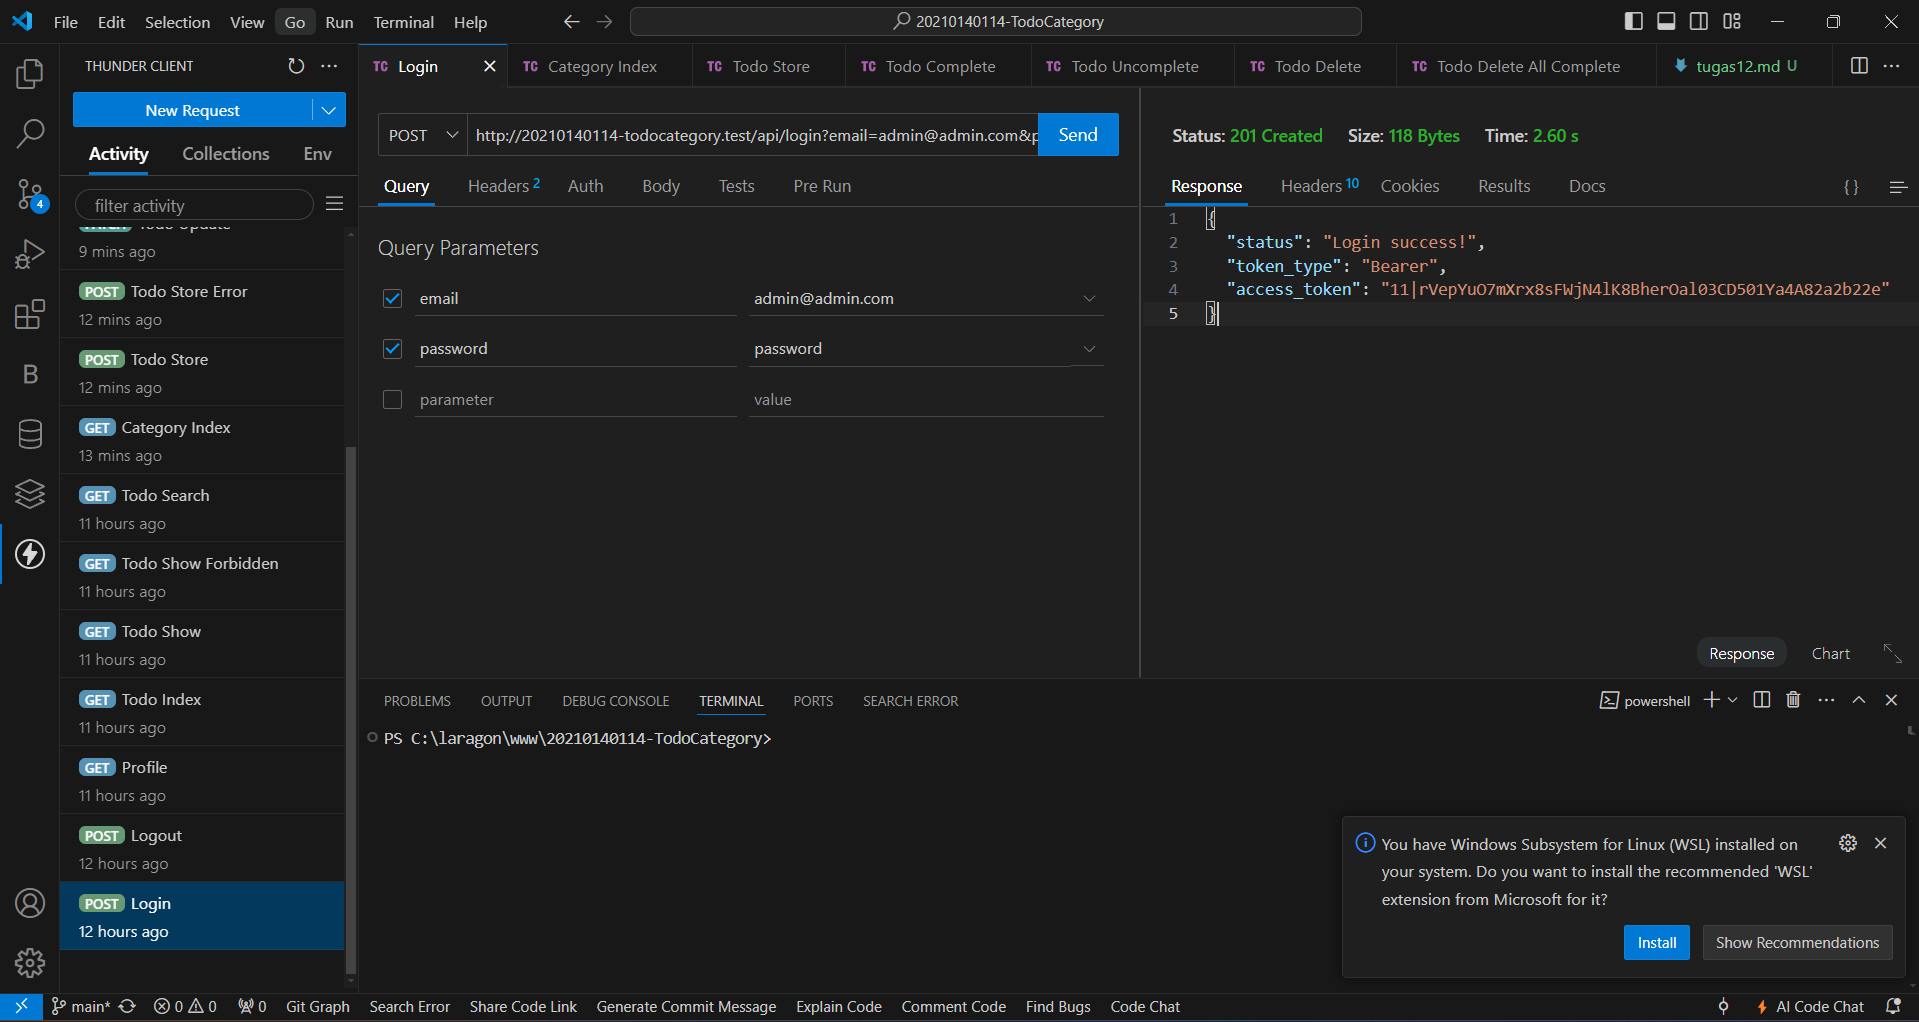 File Edit Selection View Go Run Terminal Help
20210140114-TodoCategory
THUNDER CLIENT
New Request
Activity Collections Env
filter activity
Todo Update
9 mins ago
POST Todo Store Error
12 mins ago
POST Todo Store
12 mins ago
GET Category Index
13 mins ago
GET Todo Search
11 hours ago
GET Todo Show Forbidden
11 hours ago
GET Todo Show
11 hours ago
GET Todo Index
11 hours ago
GET Profile
11 hours ago
POST Logout
12 hours ago
POST Login
12 hours ago
TC Login TC Category Index TC Todo Store TC Todo Complete TC Todo Uncomplete TC Todo Delete TC Todo Delete All Complete tugas12.md U
POST http://20210140114-todocategory.test/api/login?email=admin@admin.com&p Send
Query Headers 2 Auth Body Tests Pre Run
Query Parameters
email admin@admin.com
password password
parameter value
Status: 201 Created Size: 118 Bytes Time: 2.60 s
Response Headers 10 Cookies Results Docs {}
1 {
2 "status": "Login success!",
3 "token_type": "Bearer",
4 "access_token": "11|rVepYuO7mXrx8sFWjN4lK8BherOal03CD501Ya4A82a2b22e"
5 }
Response Chart
PROBLEMS OUTPUT DEBUG CONSOLE TERMINAL PORTS SEARCH ERROR
powershell
PS C:\laragon\www\20210140114-TodoCategory>
You have Windows Subsystem for Linux (WSL) installed on
your system. Do you want to install the recommended 'WSL'
extension from Microsoft for it?
Install Show Recommendations
B
4
main* 0 0 0 Git Graph Search Error Share Code Link Generate Commit Message Explain Code Comment Code Find Bugs Code Chat AI Code Chat